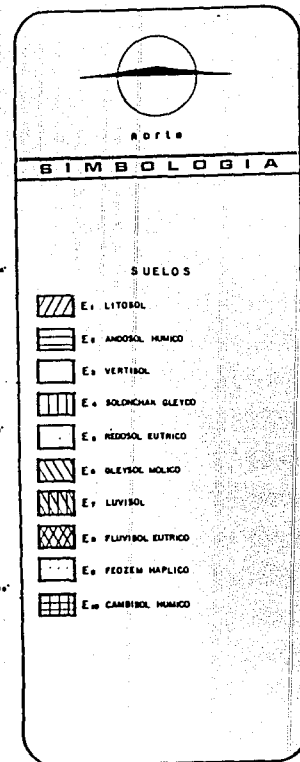 norte
SIMBOLOGIA
SUELOS
E1 LITOSOL
E2 ANDOSOL HUMICO
E3 VERTISOL
E4 SOLONCHAK GLEYCO
E5 REGOSOL EUTRICO
E6 GLEYSOL MOLICO
E7 LUVISOL
E8 FLUVISOL EUTRICO
E9 FEOZEM HAPLICO
E10 CAMBISOL HUMICO